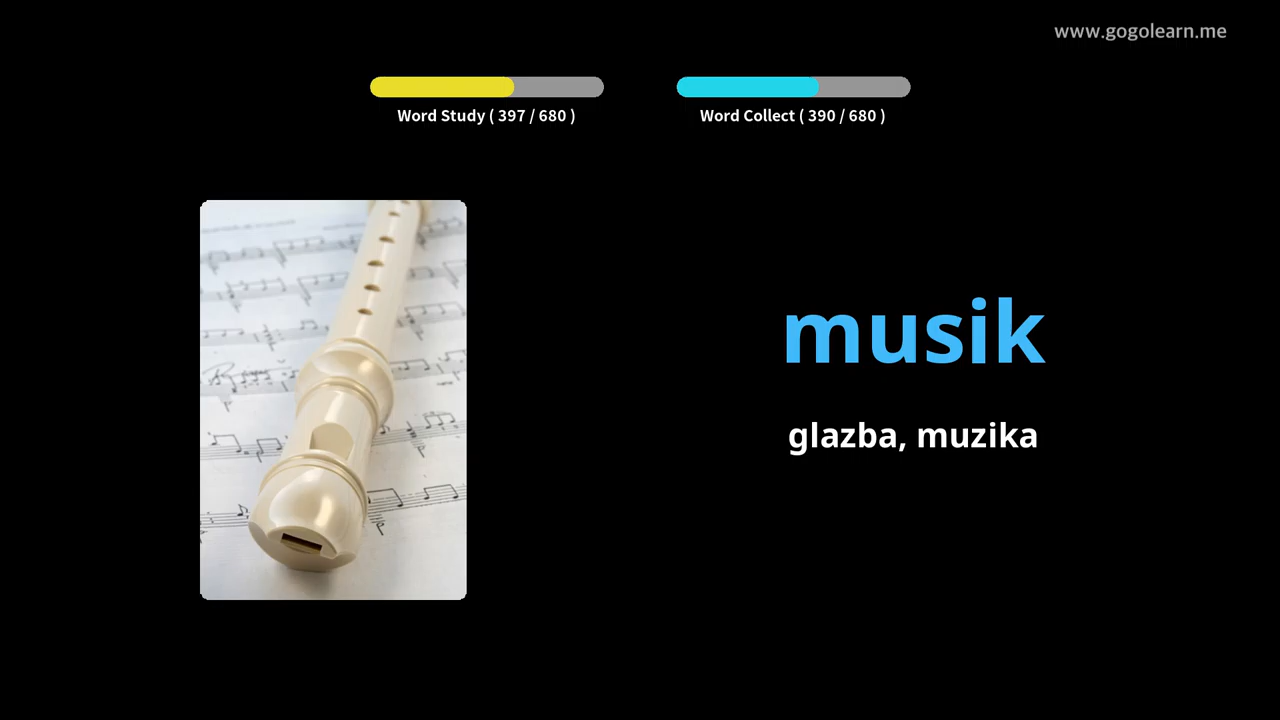 www.gogolearn.me
Word Study ( 397 / 680 )
Word Collect ( 390 / 680 )
musik
glazba, muzika